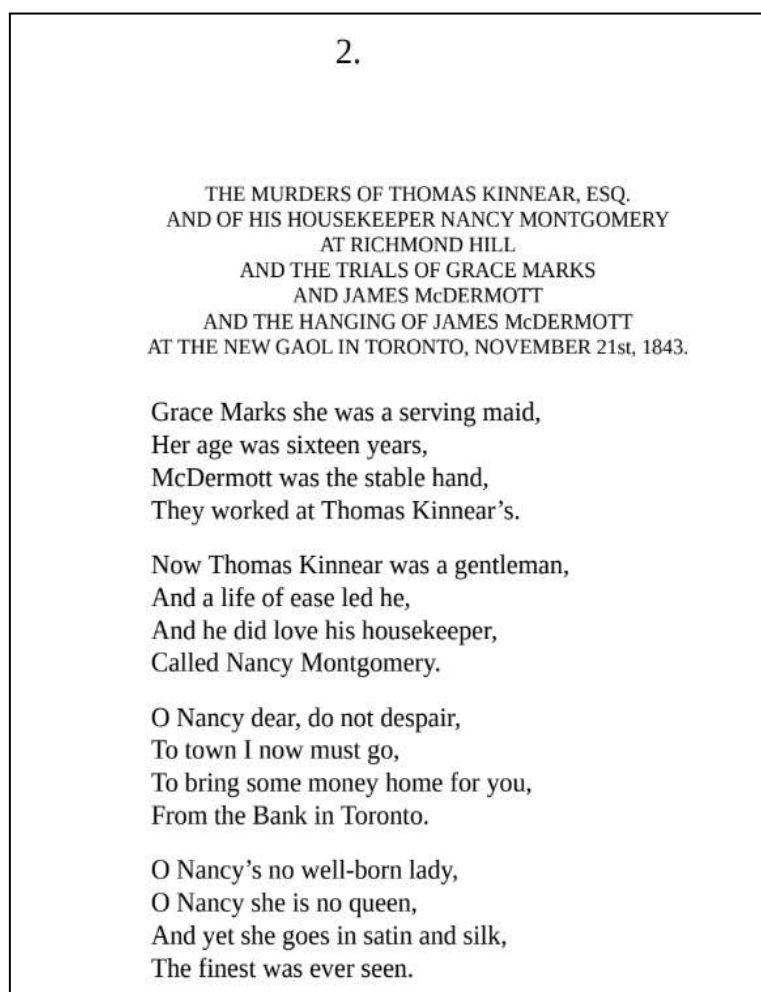 2.
THE MURDERS OF THOMAS KINNEAR, ESQ.
AND OF HIS HOUSEKEEPER NANCY MONTGOMERY
AT RICHMOND HILL
AND THE TRIALS OF GRACE MARKS
AND JAMES McDERMOTT
AND THE HANGING OF JAMES McDERMOTT
AT THE NEW GAOL IN TORONTO, NOVEMBER 21st, 1843.
Grace Marks she was a serving maid,
Her age was sixteen years,
McDermott was the stable hand,
They worked at Thomas Kinnear’s.
Now Thomas Kinnear was a gentleman,
And a life of ease led he,
And he did love his housekeeper,
Called Nancy Montgomery.
O Nancy dear, do not despair,
To town I now must go,
To bring some money home for you,
From the Bank in Toronto.
O Nancy’s no well-born lady,
O Nancy she is no queen,
And yet she goes in satin and silk,
The finest was ever seen.